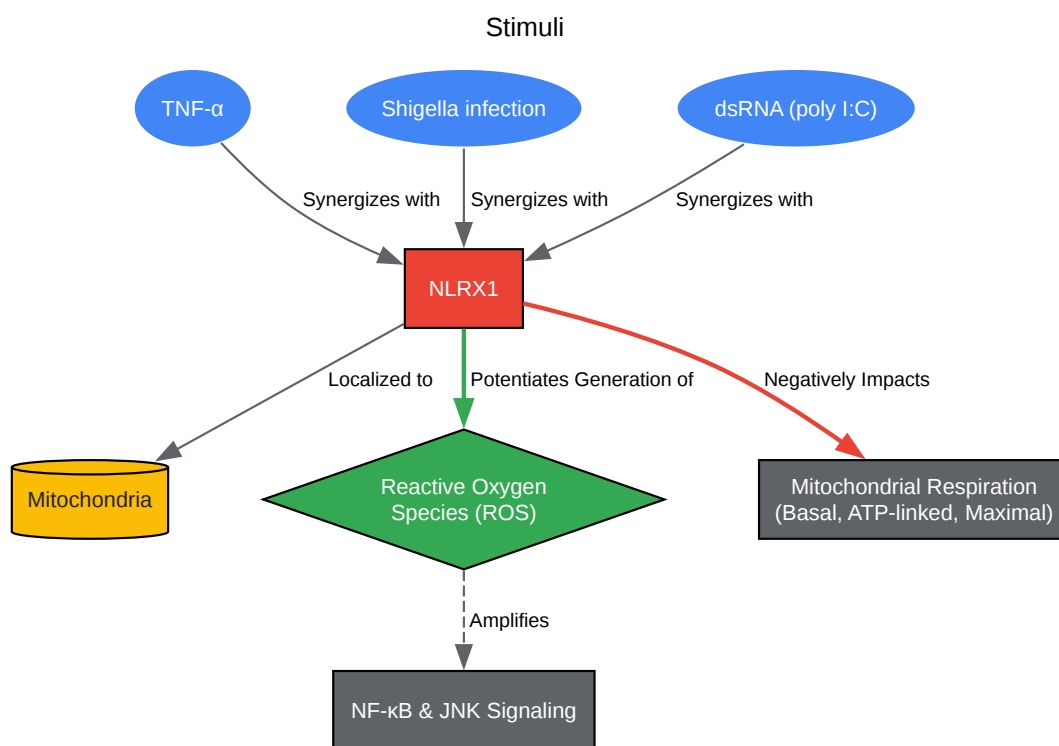 Stimuli
TNF-α
Shigella infection
dsRNA (poly I:C)
Synergizes with
Synergizes with
Synergizes with
NLRX1
Localized to
Potentiates Generation of
Negatively Impacts
Mitochondria
Reactive Oxygen
Species (ROS)
Mitochondrial Respiration
(Basal, ATP-linked, Maximal)
Amplifies
NF-κB & JNK Signaling